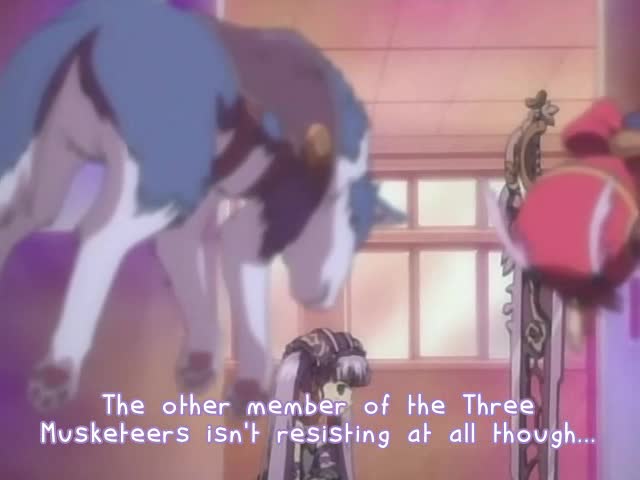 The other member of the Three
Musketeers isn't resisting at all though...